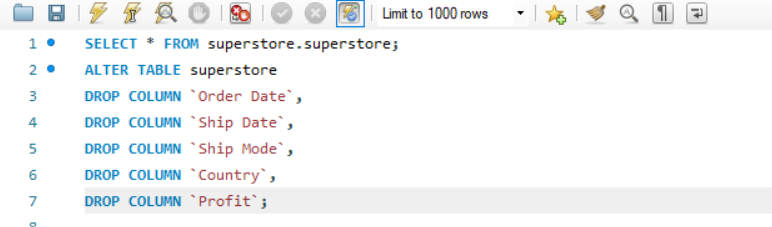 Limit to 1000 rows
1 SELECT * FROM superstore.superstore;
2 ALTER TABLE superstore
3 DROP COLUMN `Order Date`,
4 DROP COLUMN `Ship Date`,
5 DROP COLUMN `Ship Mode`,
6 DROP COLUMN `Country`,
7 DROP COLUMN `Profit`;
8